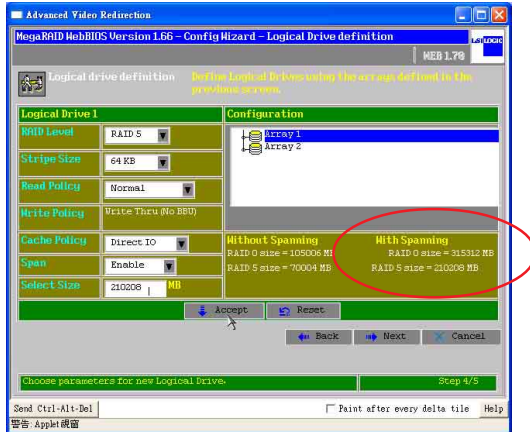 Advanced Video Redirection
MegaRAID WebBIOS Version 1.66 - Config Wizard - Logical Drive definition
LSI LOGIC
WEB 1.78
Logical drive definition
Define Logical Drives using the arrays defined in the
previous screen.
Logical Drive 1
Configuration
RAID Level
RAID 5
Array 1
Array 2
Stripe Size
64 KB
Read Policy
Normal
Write Policy
Write Thru (No BBU)
Cache Policy
Direct IO
Without Spanning
With Spanning
RAID 0 size = 105006 MB
RAID 0 size = 315312 MB
Span
Enable
RAID 5 size = 70004 MB
RAID 5 size = 210208 MB
Select Size
210208
MB
Accept
Reset
Back
Next
Cancel
Choose parameters for new Logical Drive.
Step 4/5
Send Ctrl-Alt-Del
Paint after every delta tile
Help
警告: Applet 視窗